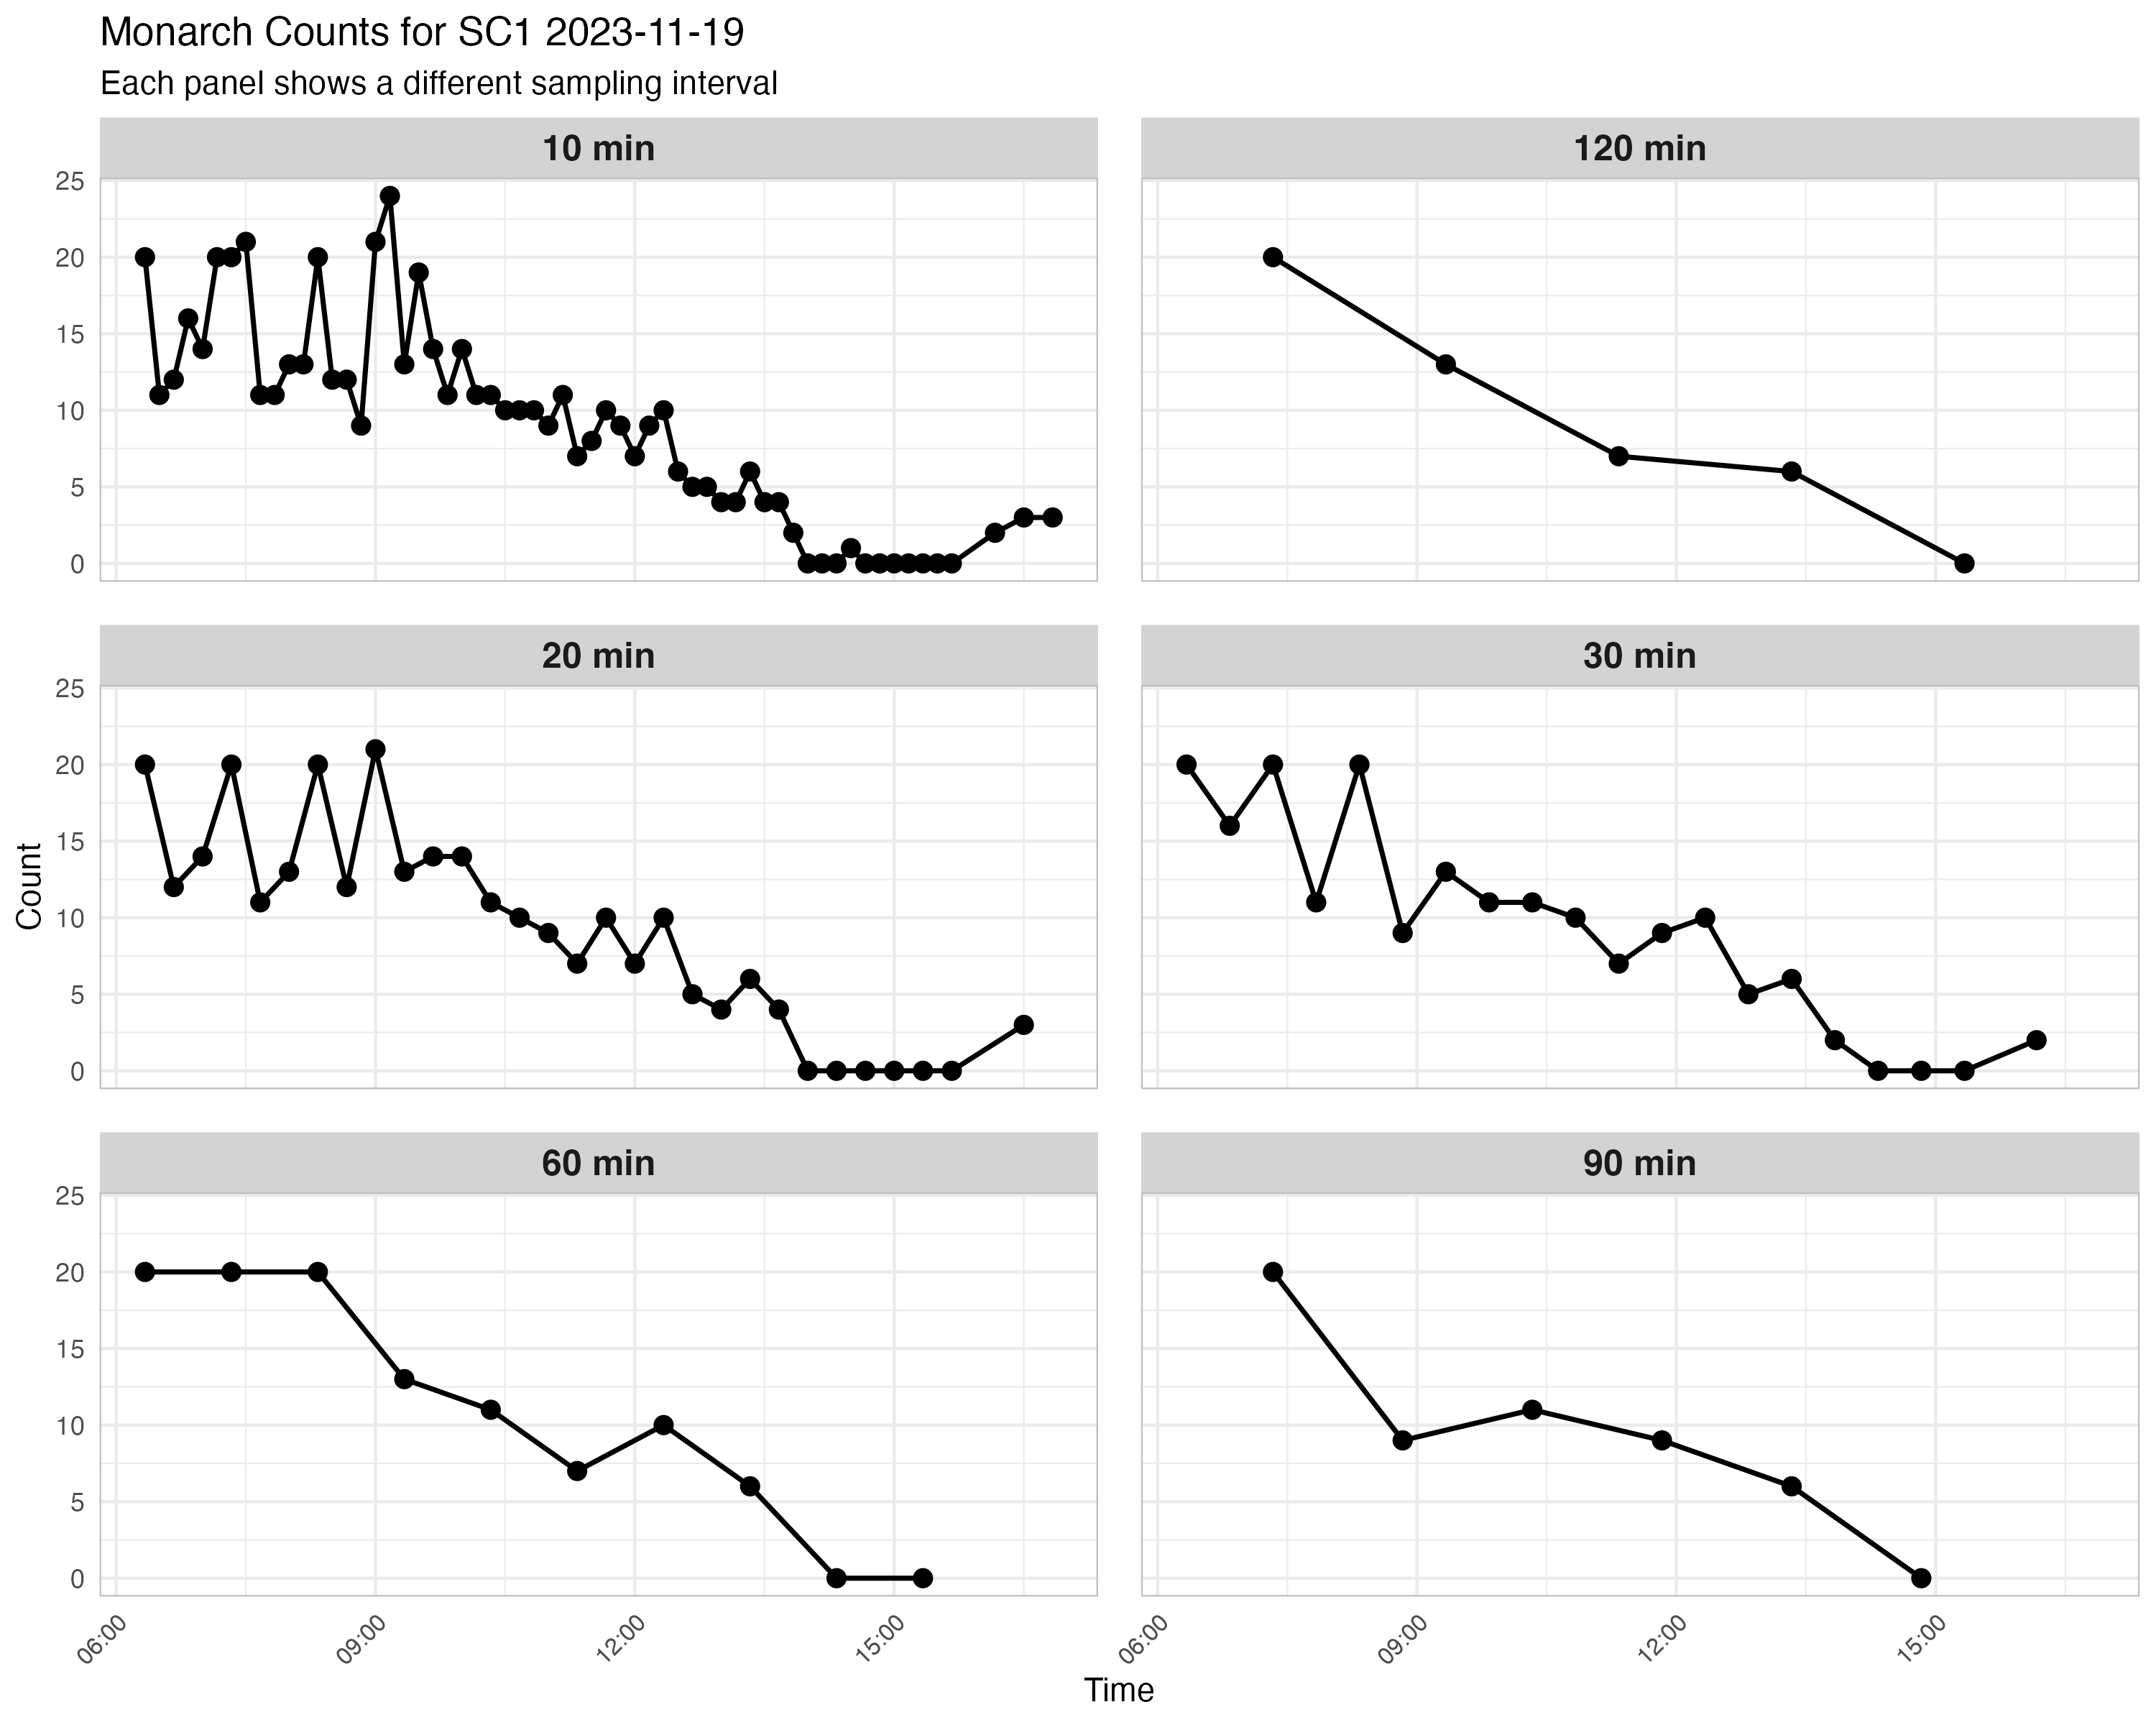 Monarch Counts for SC1 2023-11-19
Each panel shows a different sampling interval
10 min
120 min
25
20
15
10
5
0
20 min
30 min
25
20
15
10
5
0
Count
60 min
90 min
25
20
15
10
5
0
06:00
09:00
12:00
15:00
06:00
09:00
12:00
15:00
Time